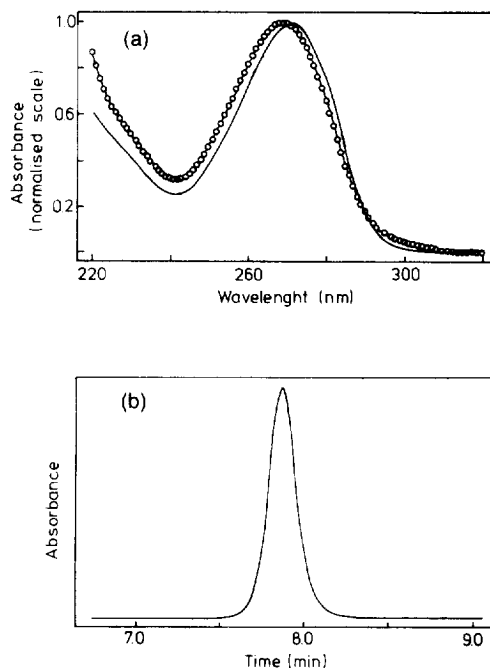 (a)
Absorbance
(normalised scale)
1.0
0.6
0.2
220
260
300
Wavelenght (nm)
(b)
Absorbance
7.0
8.0
9.0
Time (min)